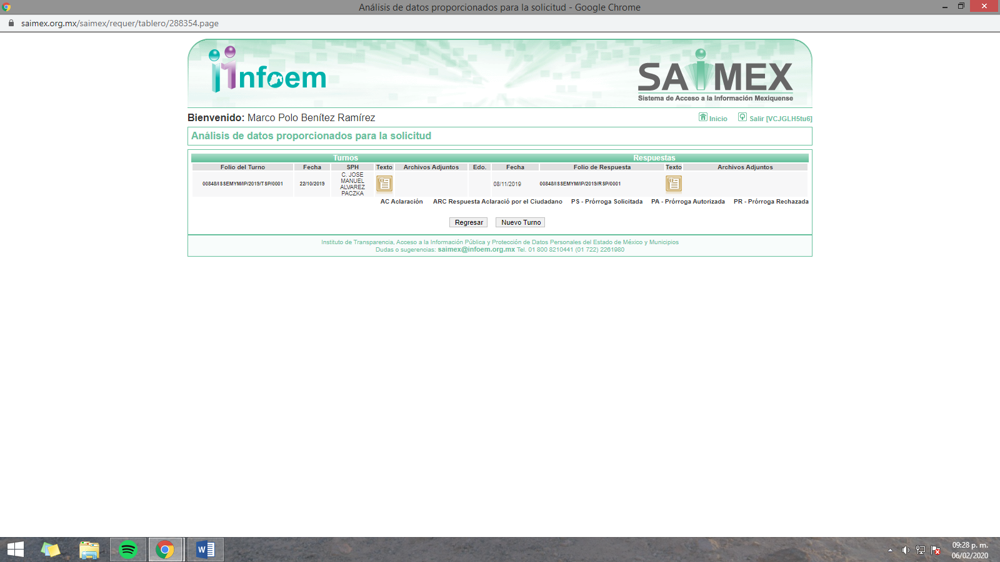 Análisis de datos proporcionados para la solicitud - Google Chrome
saimex.org.mx/saimex/requer/tablero/288354.page
infoem
SAiMEX
Sistema de Acceso a la Información Mexiquense
Bienvenido: Marco Polo Benítez Ramírez
Inicio Salir [VCJGLH5tu6]
Análisis de datos proporcionados para la solicitud
Turnos Respuestas
Folio del Turno Fecha SPH Texto Archivos Adjuntos Edo. Fecha Folio de Respuesta Texto Archivos Adjuntos
00848/ISSEMYM/IP/2019/TSP/0001 22/10/2019 C. JOSE MANUEL ALVAREZ PACZKA 08/11/2019 00848/ISSEMYM/IP/2019/RSP/0001
AC Aclaración ARC Respuesta Aclaració por el Ciudadano PS - Prórroga Solicitada PA - Prórroga Autorizada PR - Prórroga Rechazada
Regresar Nuevo Turno
Instituto de Transparencia, Acceso a la Información Pública y Protección de Datos Personales del Estado de México y Municipios
Dudas o sugerencias: saimex@infoem.org.mx Tel. 01 800 8210441 (01 722) 2261980
09:28 p. m.
06/02/2020